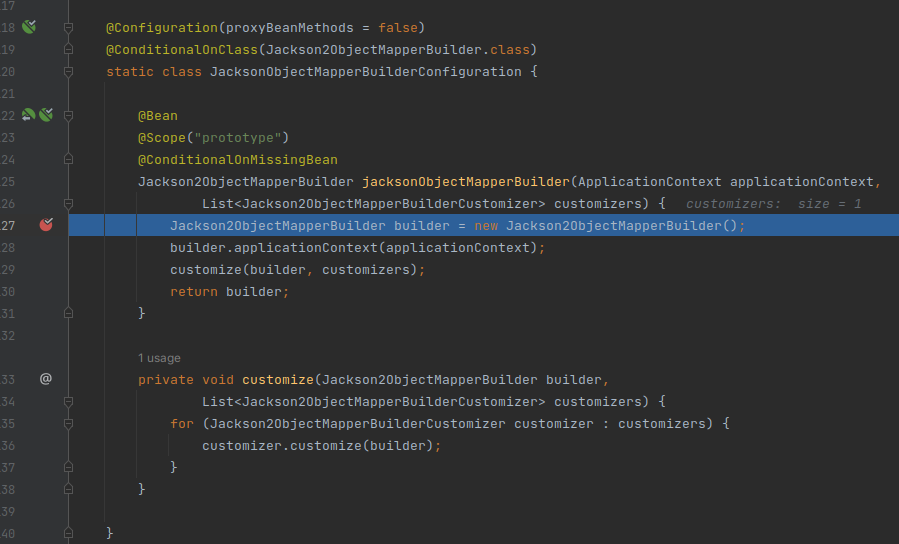 17
18 @Configuration(proxyBeanMethods = false)
19 @ConditionalOnClass(Jackson2ObjectMapperBuilder.class)
20 static class JacksonObjectMapperBuilderConfiguration {
21
22 @Bean
23 @Scope("prototype")
24 @ConditionalOnMissingBean
25 Jackson2ObjectMapperBuilder jacksonObjectMapperBuilder(ApplicationContext applicationContext,
26 List<Jackson2ObjectMapperBuilderCustomizer> customizers) { customizers: size = 1
27 Jackson2ObjectMapperBuilder builder = new Jackson2ObjectMapperBuilder();
28 builder.applicationContext(applicationContext);
29 customize(builder, customizers);
30 return builder;
31 }
32
1 usage
33 @ private void customize(Jackson2ObjectMapperBuilder builder,
34 List<Jackson2ObjectMapperBuilderCustomizer> customizers) {
35 for (Jackson2ObjectMapperBuilderCustomizer customizer : customizers) {
36 customizer.customize(builder);
37 }
38 }
39
40 }